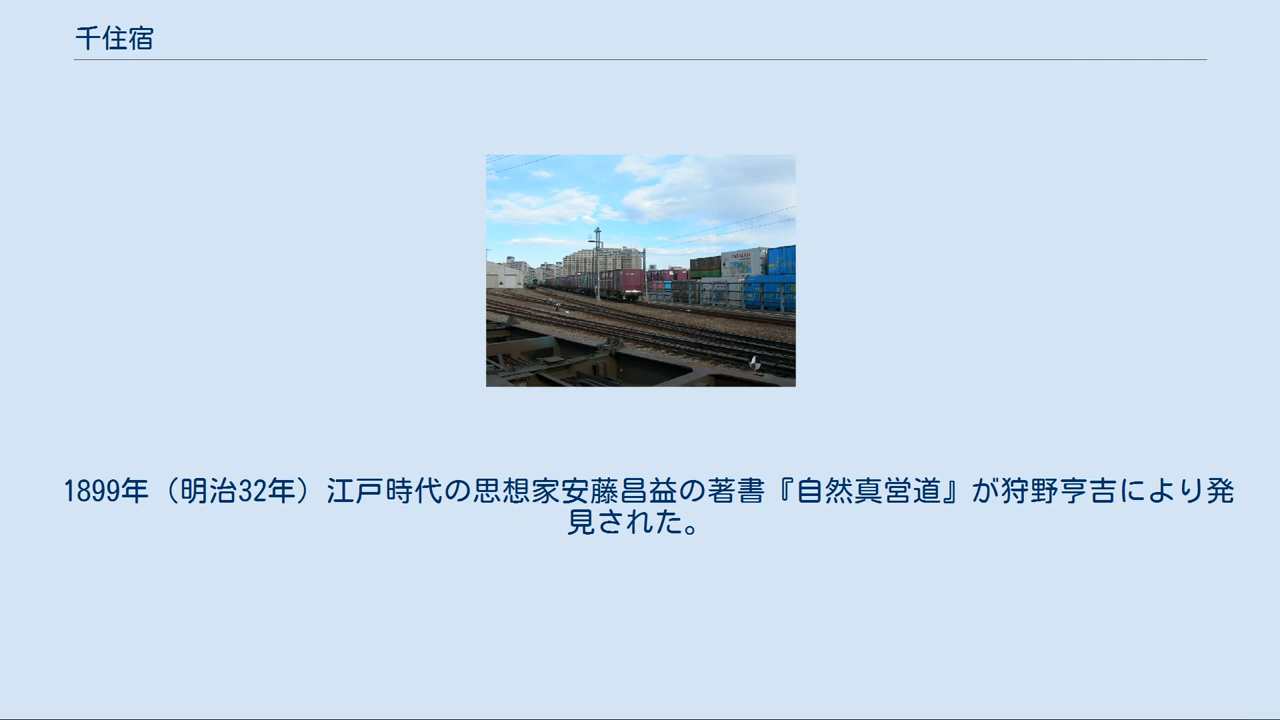 千住宿
1899年（明治32年）江戸時代の思想家安藤昌益の著書『自然真営道』が狩野亨吉により発
見された。